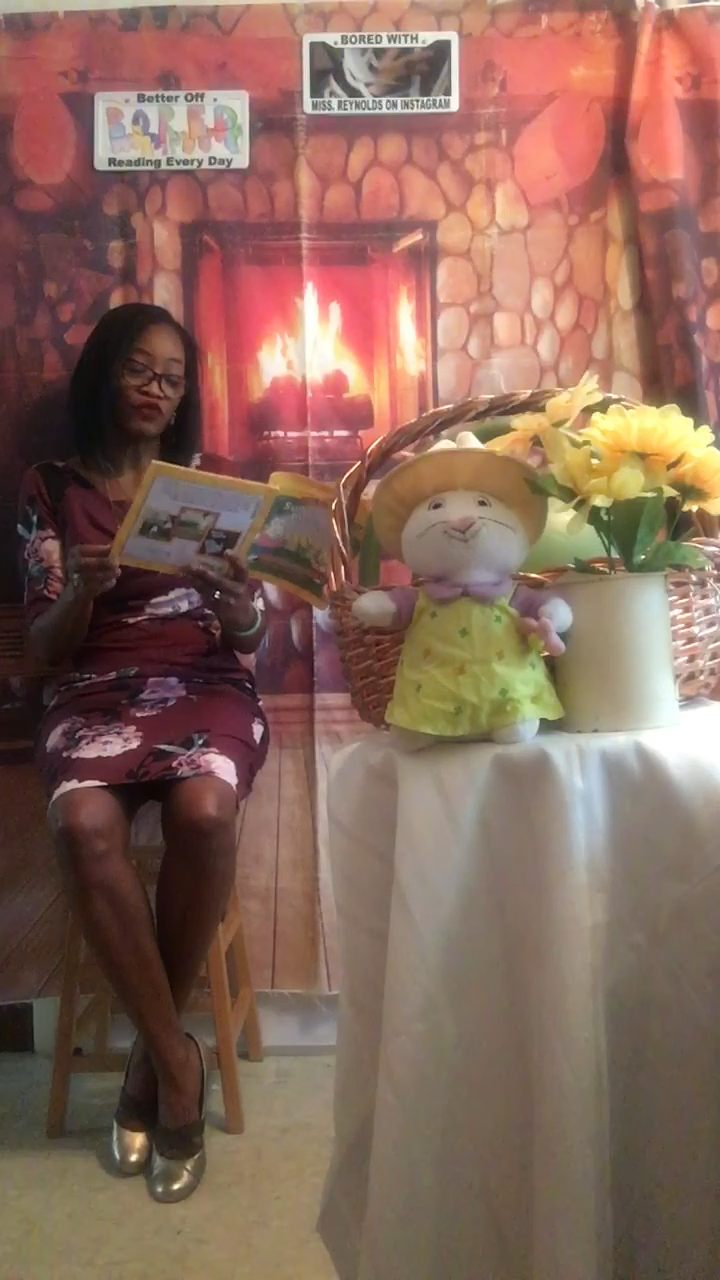 BORED WITH
MISS. REYNOLDS ON INSTAGRAM
Better Off
BORED
Reading Every Day